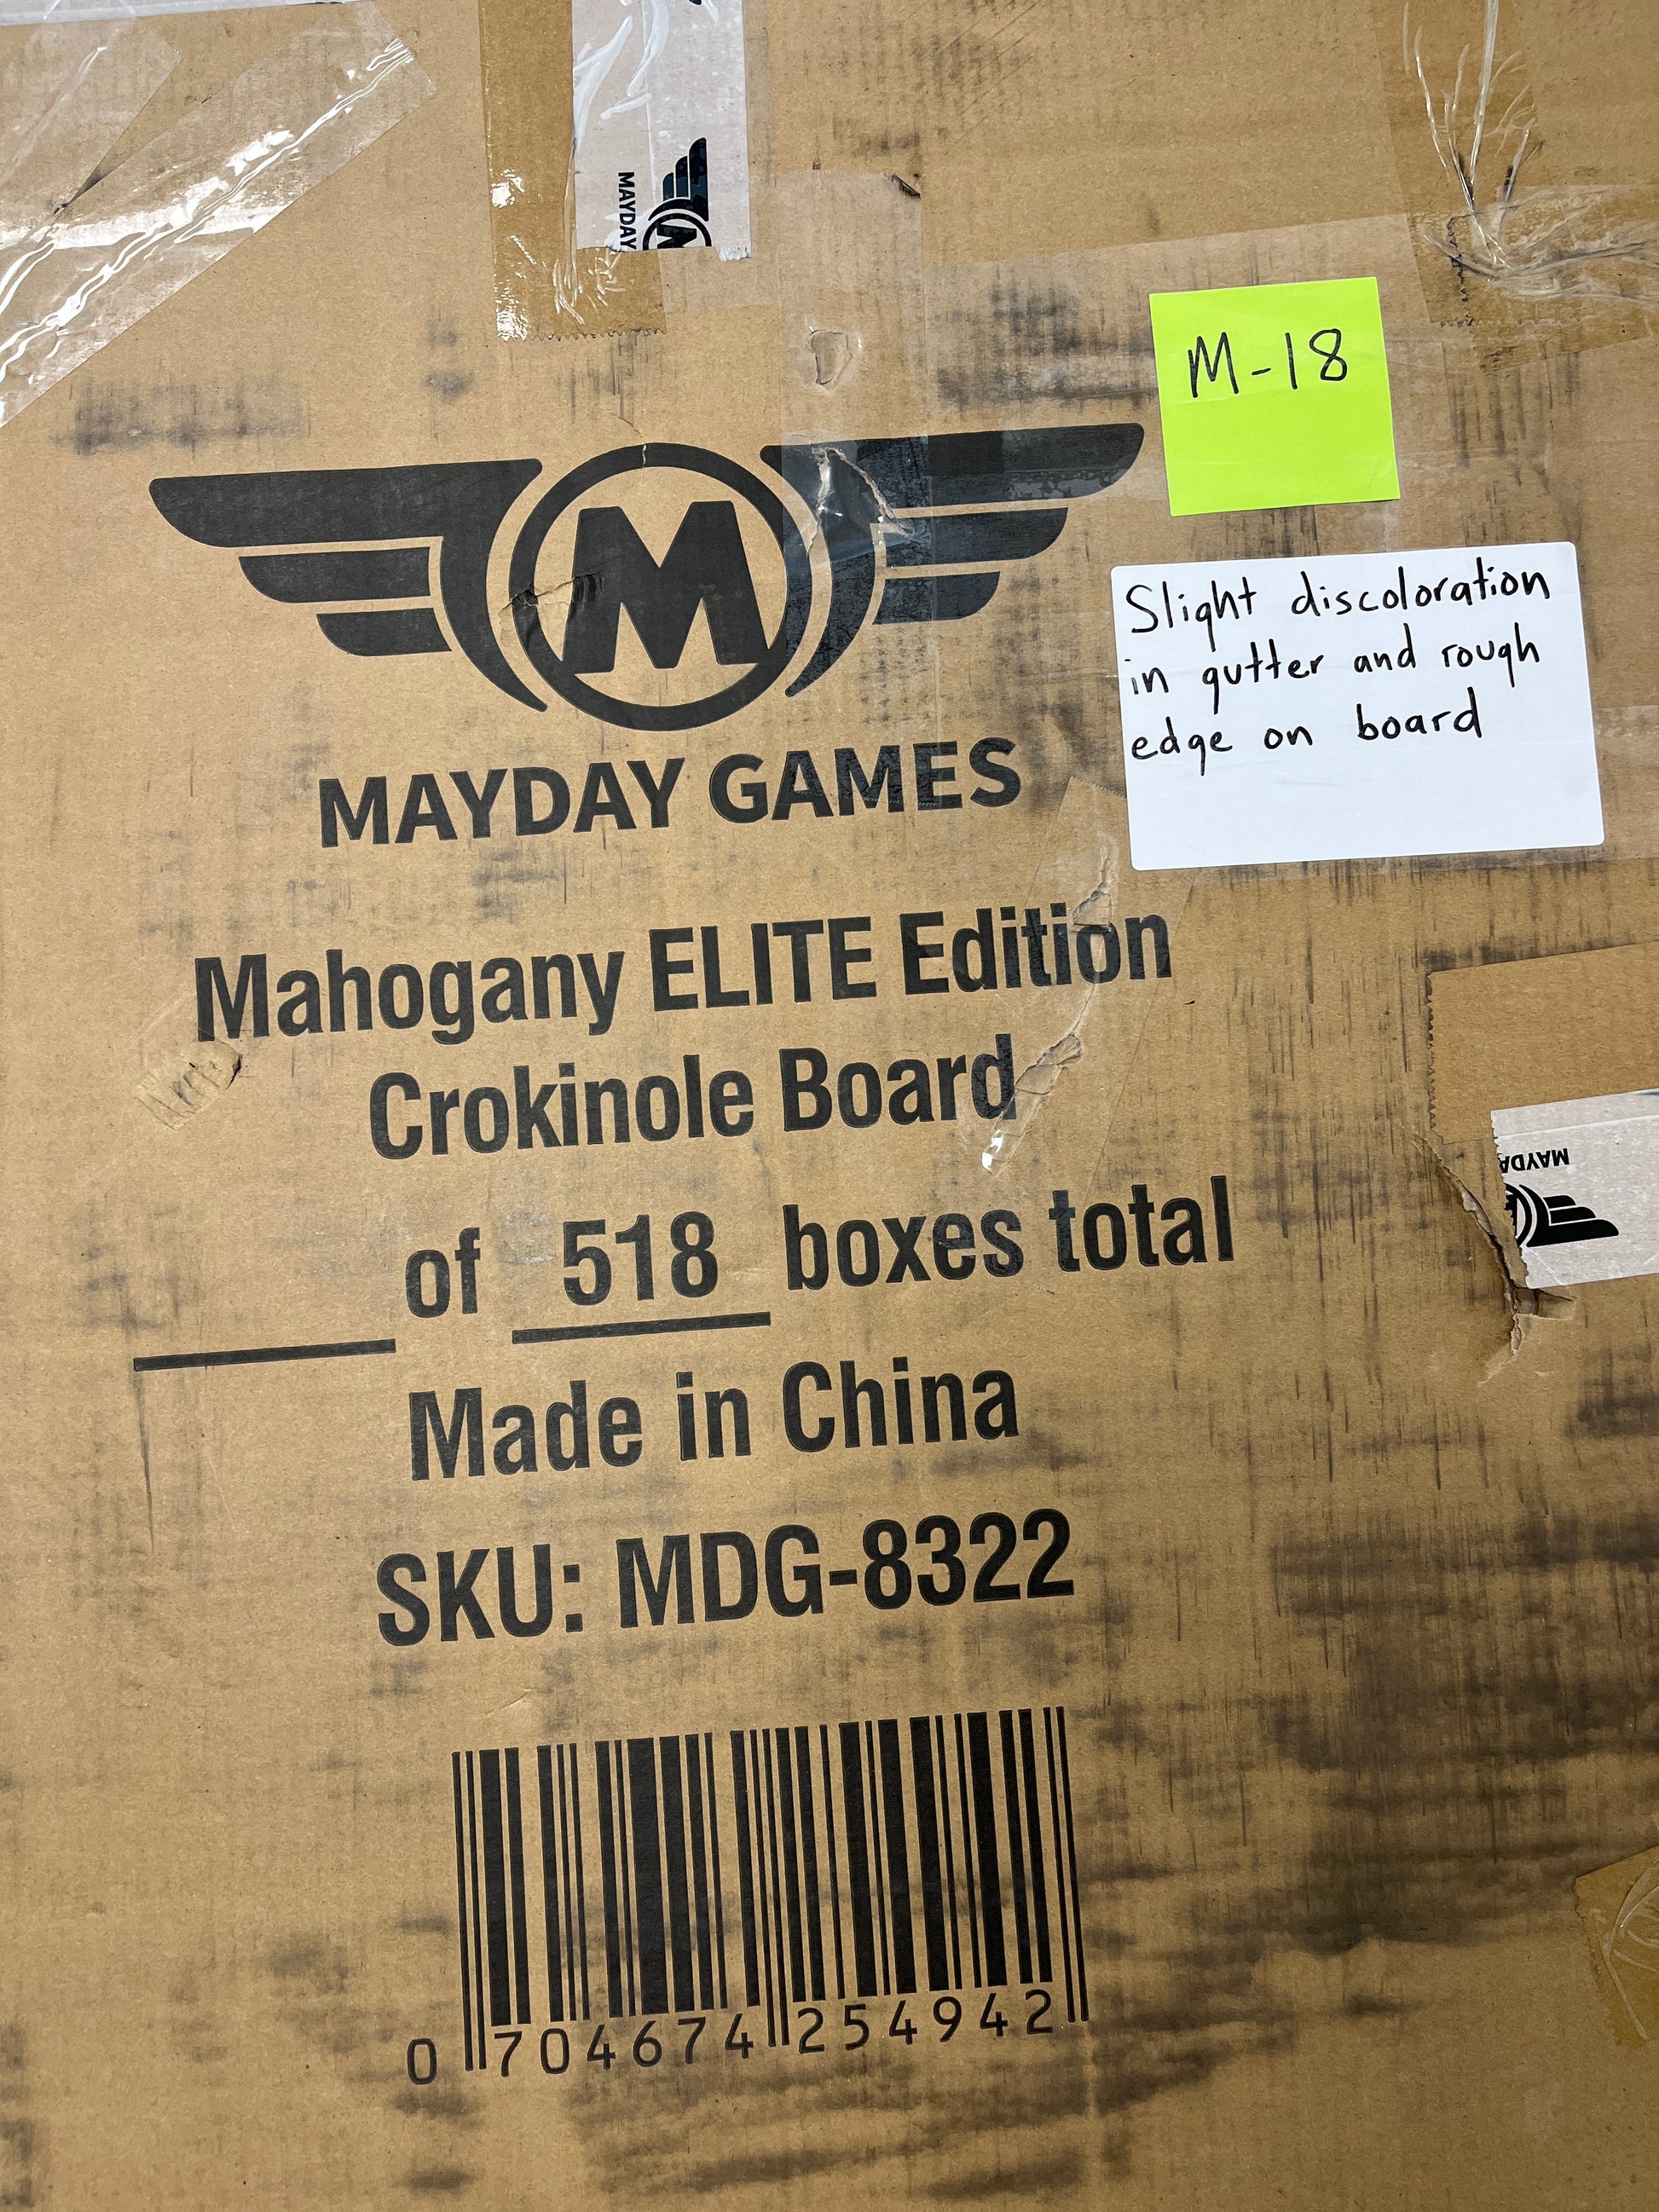 MAYDAY
M-18
M
MAYDAY GAMES
Slight discoloration
in gutter and rough
edge on board
Mahogany ELITE Edition
Crokinole Board
MAYDA
of 518 boxes total
Made in China
SKU: MDG-8322
0 704674 254942